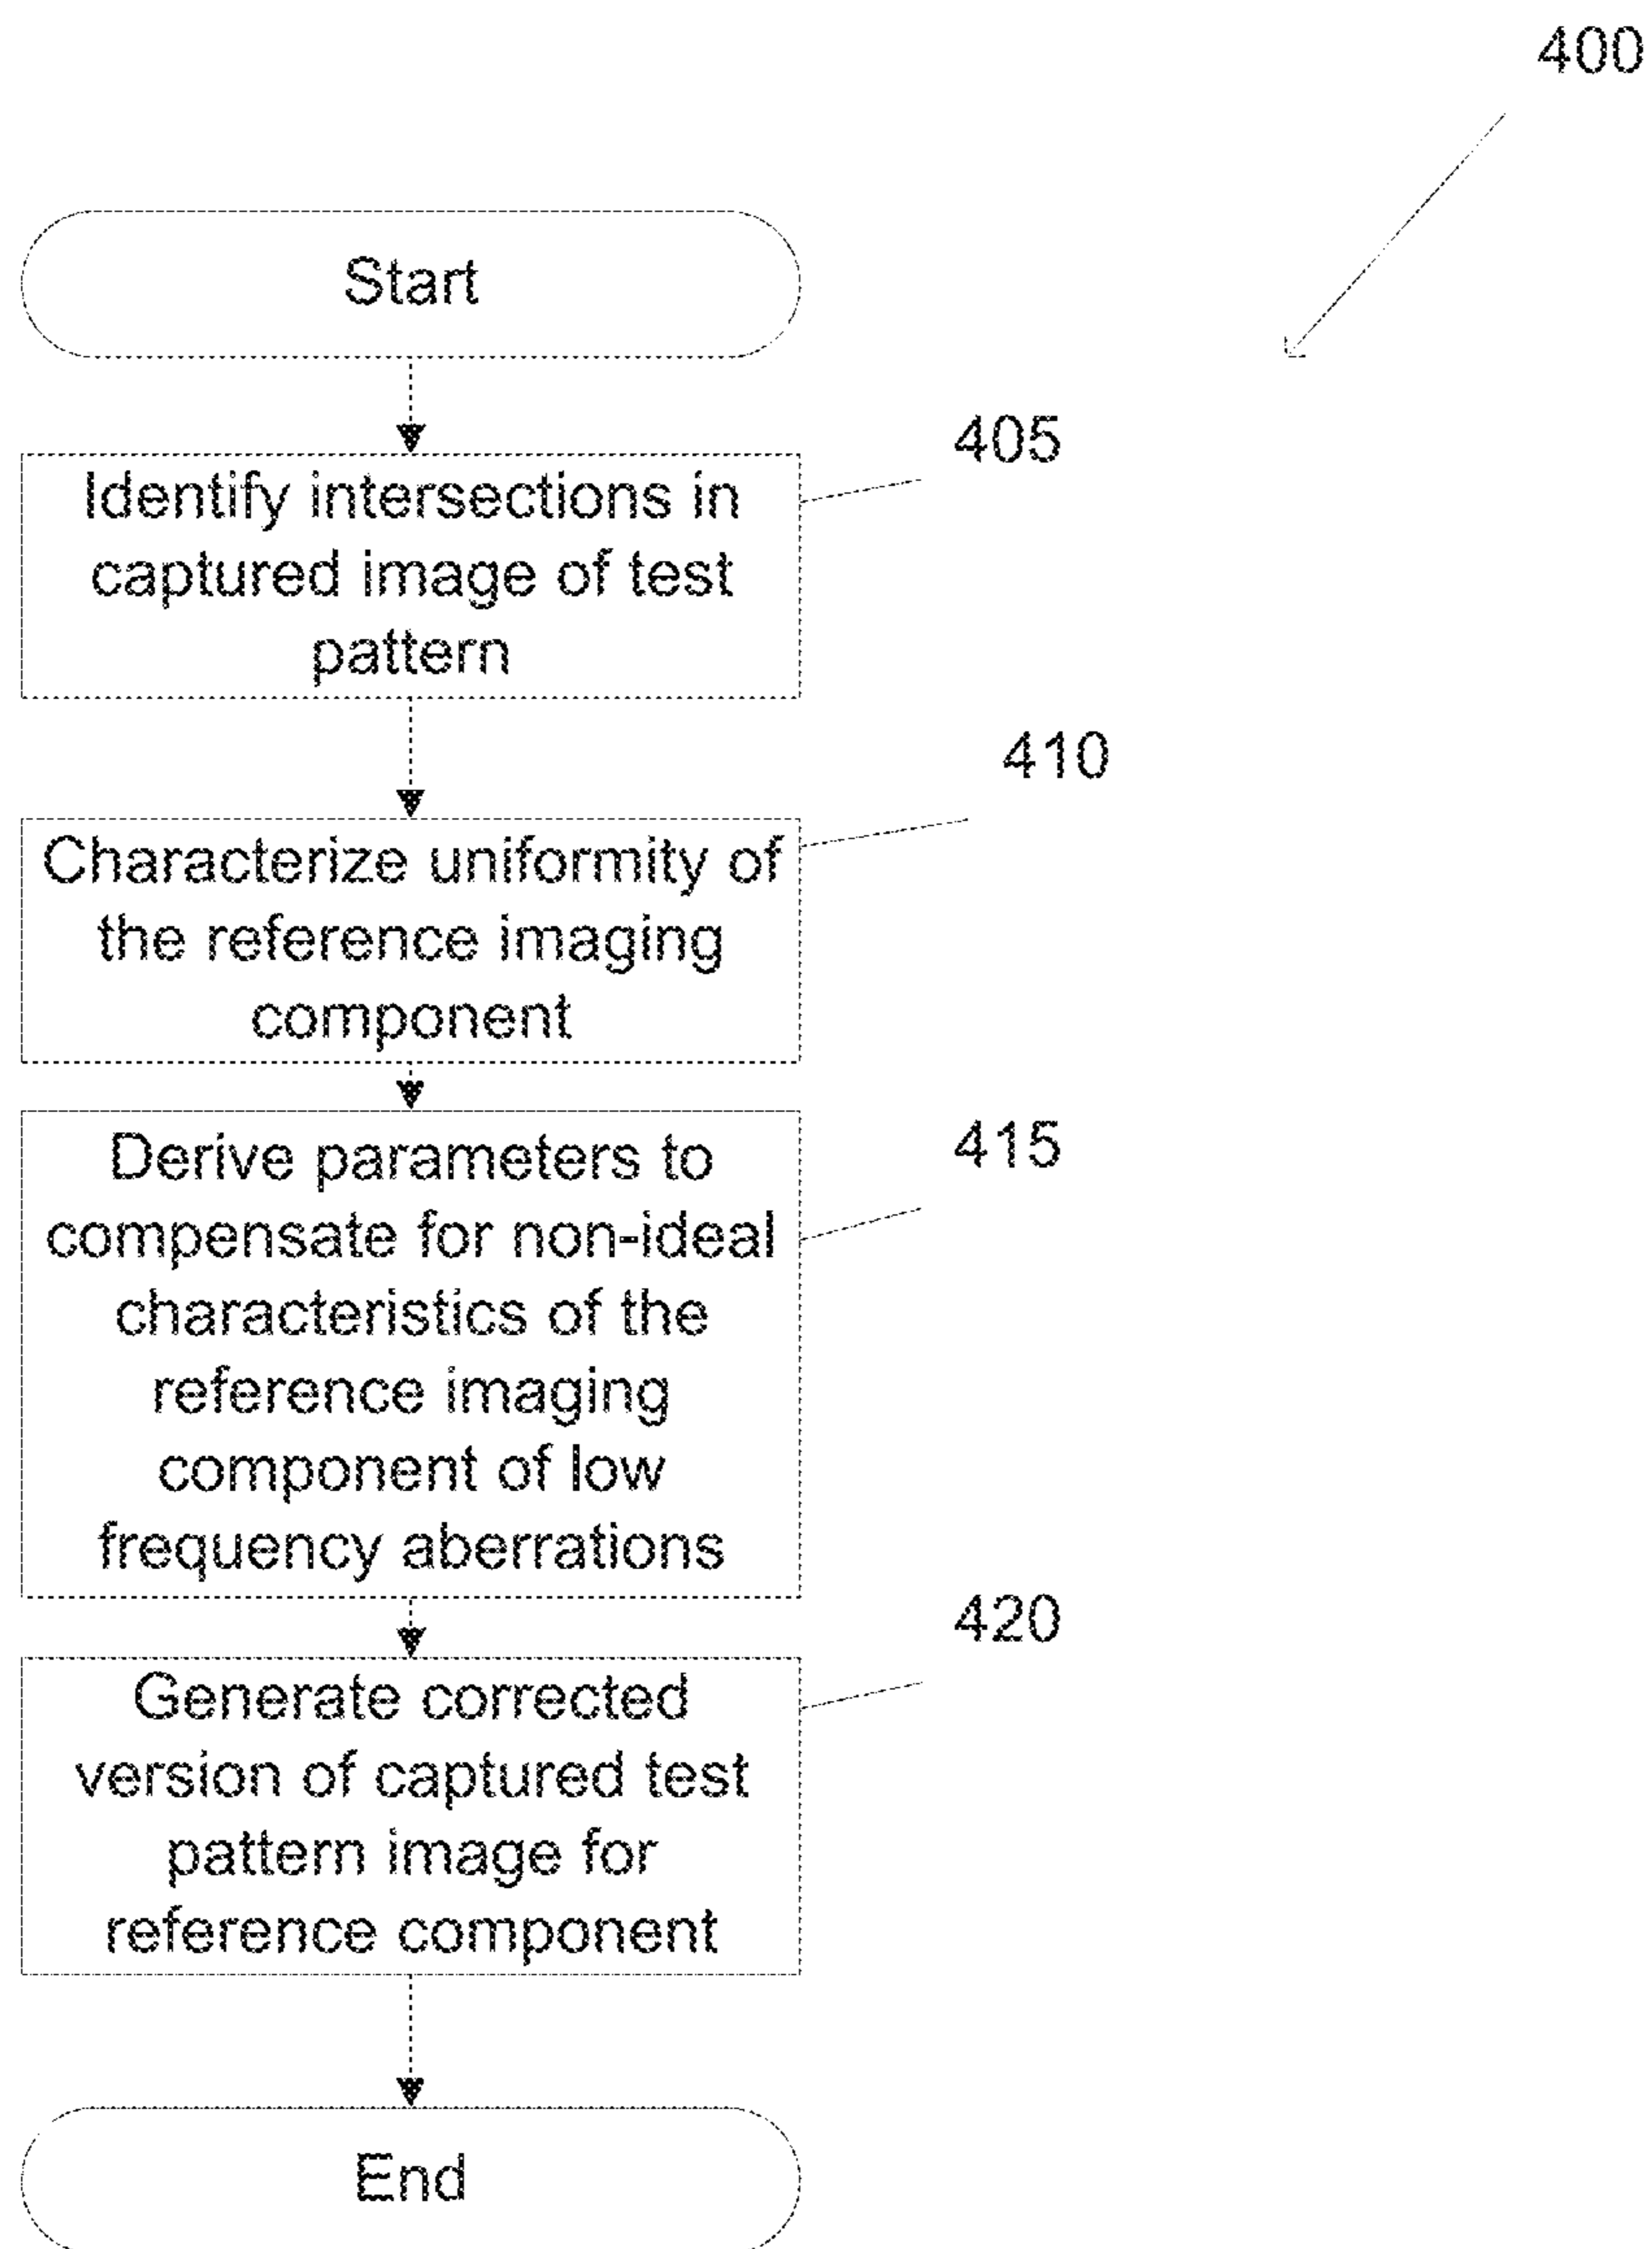 400
Start
405
Identify intersections in
captured image of test
pattern
410
Characterize uniformity of
the reference imaging
component
415
Derive parameters to
compensate for non-ideal
characteristics of the
reference imaging
component of low
frequency aberrations
420
Generate corrected
version of captured test
pattern image for
reference component
End